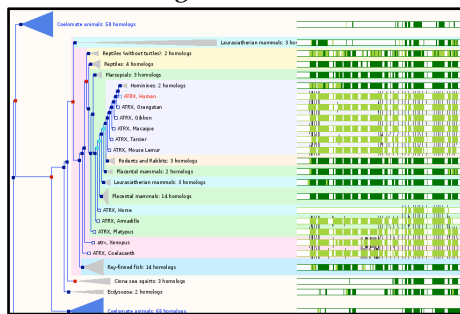 Coelomate animals: 58 homologs
Laurasiatherian mammals: 3 ho
Reptiles (without turtles): 2 homologs
Reptiles: 4 homologs
Marsupials: 3 homologs
Hominines: 2 homologs
ATRX, Human
ATRX, Orangutan
ATRX, Gibbon
ATRX, Macaque
ATRX, Tarsier
ATRX, Mouse Lemur
Rodents and Rabbits: 3 homologs
Placental mammals: 2 homologs
Laurasiatherian mammals: 3 homologs
Placental mammals: 14 homologs
ATRX, Horse
ATRX, Armadillo
ATRX, Platypus
atrx, Xenopus
ATRX, Coelacanth
Ray-finned fish: 14 homologs
Ciona sea squirts: 3 homologs
Ecdysozoa: 2 homologs
Coelomate animals: 68 homologs